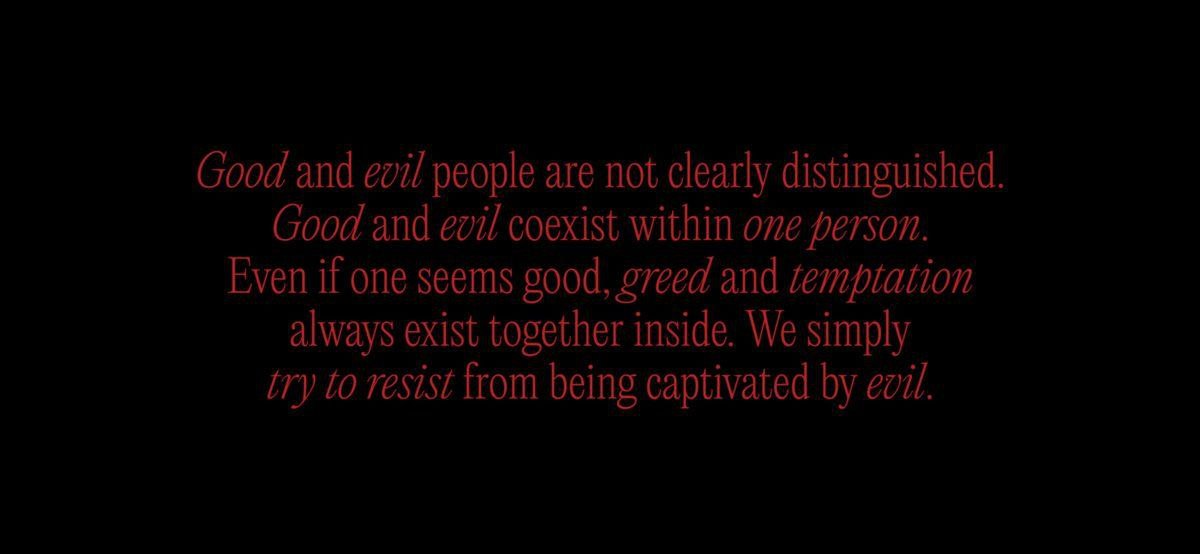 Good and evil people are not clearly distinguished.
Good and evil coexist within one person.
Even if one seems good, greed and temptation
always exist together inside. We simply
try to resist from being captivated by evil.